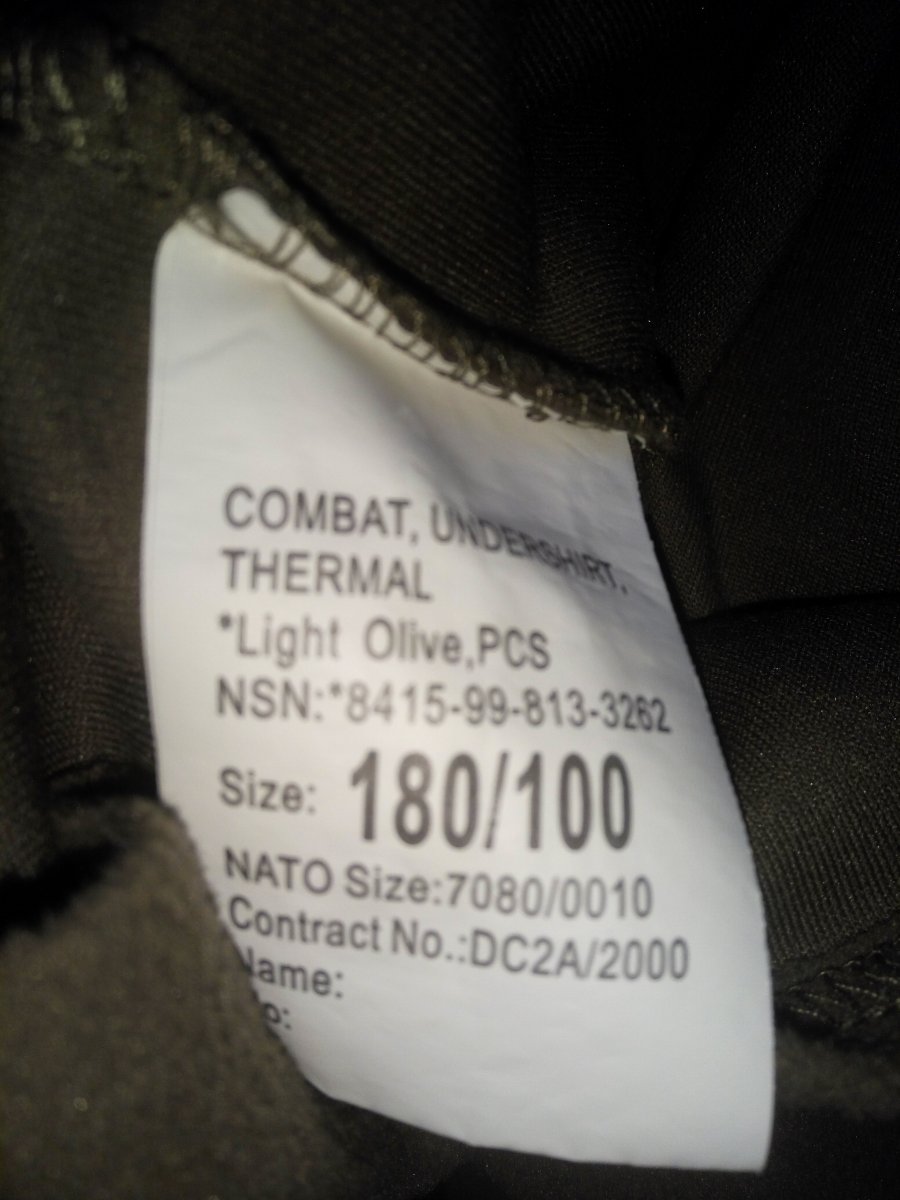 COMBAT, UNDERSHIRT,
THERMAL
*Light Olive,PCS
NSN:*8415-99-813-3262
Size: 180/100
NATO Size:7080/0010
Contract No.:DC2A/2000
ame:
o: